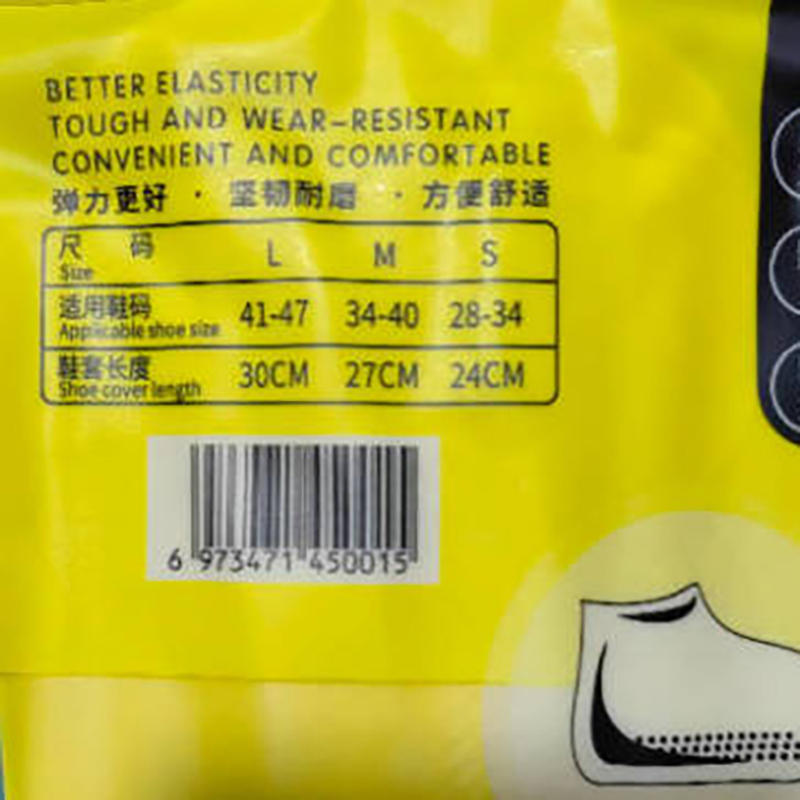 BETTER ELASTICITY
TOUGH AND WEAR-RESISTANT
CONVENIENT AND COMFORTABLE
弹力更好 · 坚韧耐磨 · 方便舒适
尺 码 L M S
Size
适用鞋码 41-47 34-40 28-34
Applicable shoe size
鞋套长度 30CM 27CM 24CM
Shoe cover length
6 973471 450015